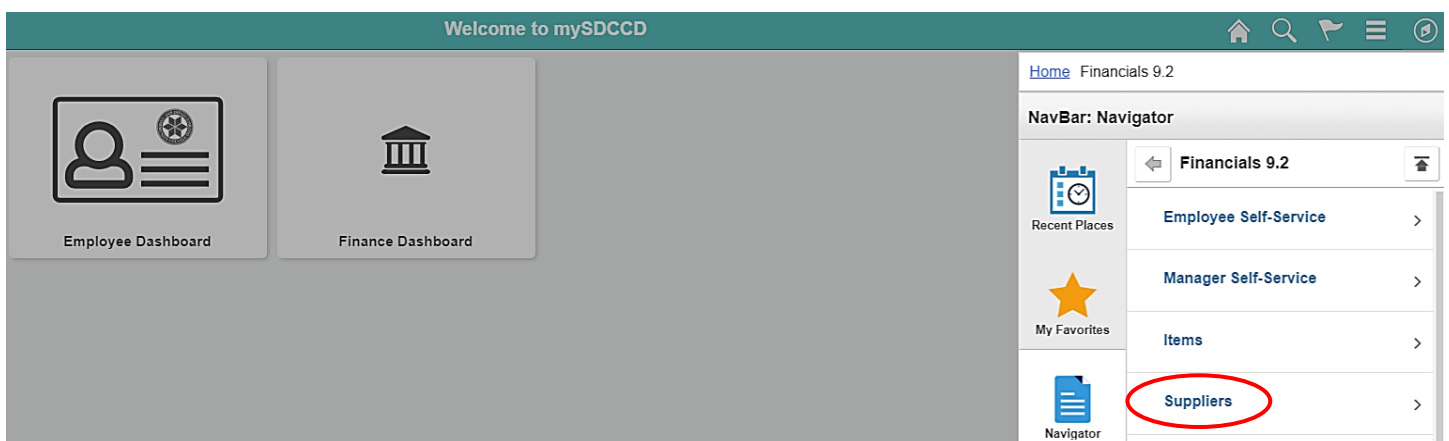 Welcome to mySDCCD
Employee Dashboard
Finance Dashboard
Home Financials 9.2
NavBar: Navigator
Recent Places
My Favorites
Navigator
Financials 9.2
Employee Self-Service
Manager Self-Service
Items
Suppliers